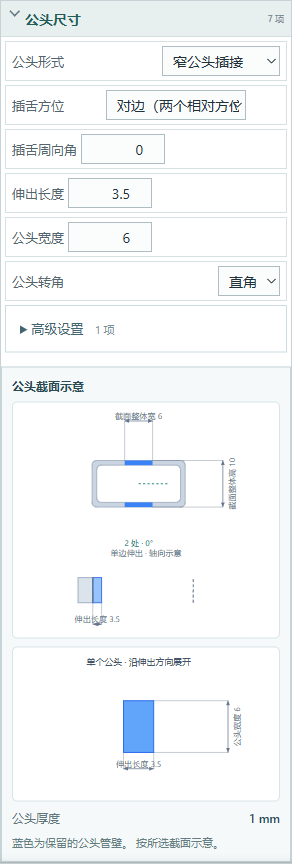 公头尺寸 7 项
公头形式 窄公头插接
插舌方位 对边（两个相对方位
插舌周向角 0
伸出长度 3.5
公头宽度 6
公头转角 直角
高级设置 1 项
公头截面示意
截面整体宽 6
截面整体高 10
2 处 · 0°
单边伸出 · 轴向示意
伸出长度 3.5
单个公头 · 沿伸出方向展开
公头宽度 6
伸出长度 3.5
公头厚度 1 mm
蓝色为保留的公头管壁。 按所选截面示意。